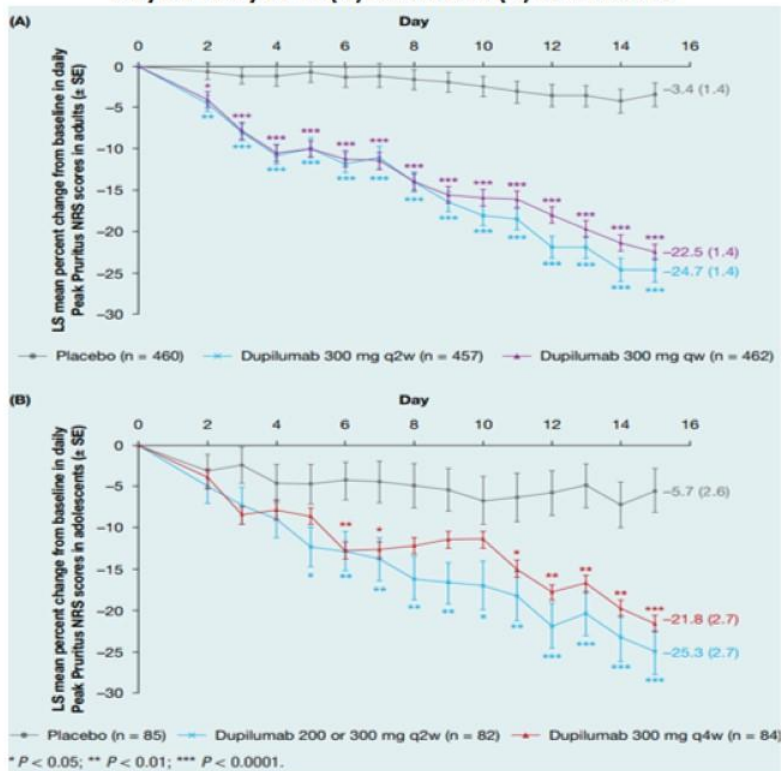 (A)
Day
0 2 4 6 8 10 12 14 16
LS mean percent change from baseline in daily
Peak Pruritus NRS scores in adults (± SE)
0
−5
−10
−15
−20
−25
−30
* *** *** *** *** *** *** *** *** *** *** *** *** ***
** *** *** *** *** *** *** *** *** *** *** *** *** ***
−3.4 (1.4)
−22.5 (1.4)
−24.7 (1.4)
Placebo (n = 460) Dupilumab 300 mg q2w (n = 457) Dupilumab 300 mg qw (n = 462)
(B)
Day
0 2 4 6 8 10 12 14 16
LS mean percent change from baseline in daily
Peak Pruritus NRS scores in adolescents (± SE)
0
−5
−10
−15
−20
−25
−30
** * * ** ** ** ***
* ** ** ** ** * ** *** *** *** ***
−5.7 (2.6)
−21.8 (2.7)
−25.3 (2.7)
Placebo (n = 85) Dupilumab 200 or 300 mg q2w (n = 82) Dupilumab 300 mg q4w (n = 84)
* P < 0.05; ** P < 0.01; *** P < 0.0001.